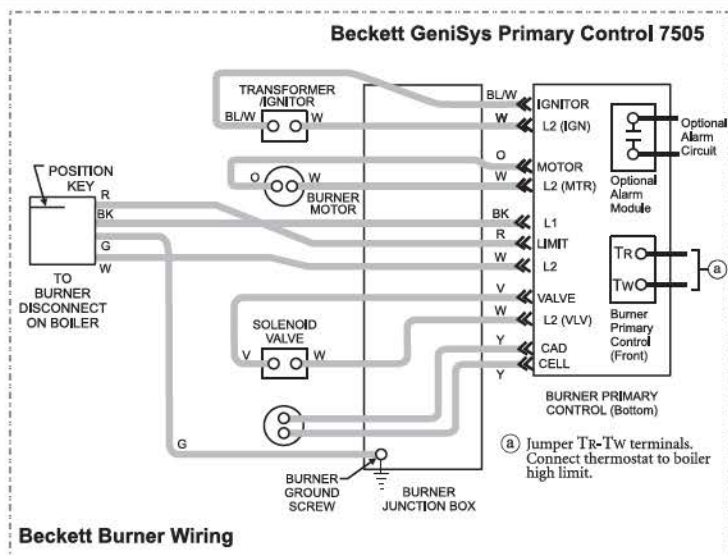 Beckett GeniSys Primary Control 7505
TRANSFORMER
/IGNITOR
BL/W
W
BL/W
IGNITOR
W
L2 (IGN)
Optional
Alarm
Circuit
Optional
Alarm
Module
O
W
BURNER
MOTOR
O
MOTOR
W
L2 (MTR)
POSITION
KEY
R
BK
G
W
TO
BURNER
DISCONNECT
ON BOILER
BK
L1
R
LIMIT
W
L2
TR
TW
a
Burner
Primary
Control
(Front)
V
VALVE
W
L2 (VLV)
SOLENOID
VALVE
V
W
Y
CAD
CELL
Y
BURNER PRIMARY
CONTROL (Bottom)
G
BURNER
GROUND
SCREW
BURNER
JUNCTION BOX
a Jumper TR-TW terminals.
Connect thermostat to boiler
high limit.
Beckett Burner Wiring